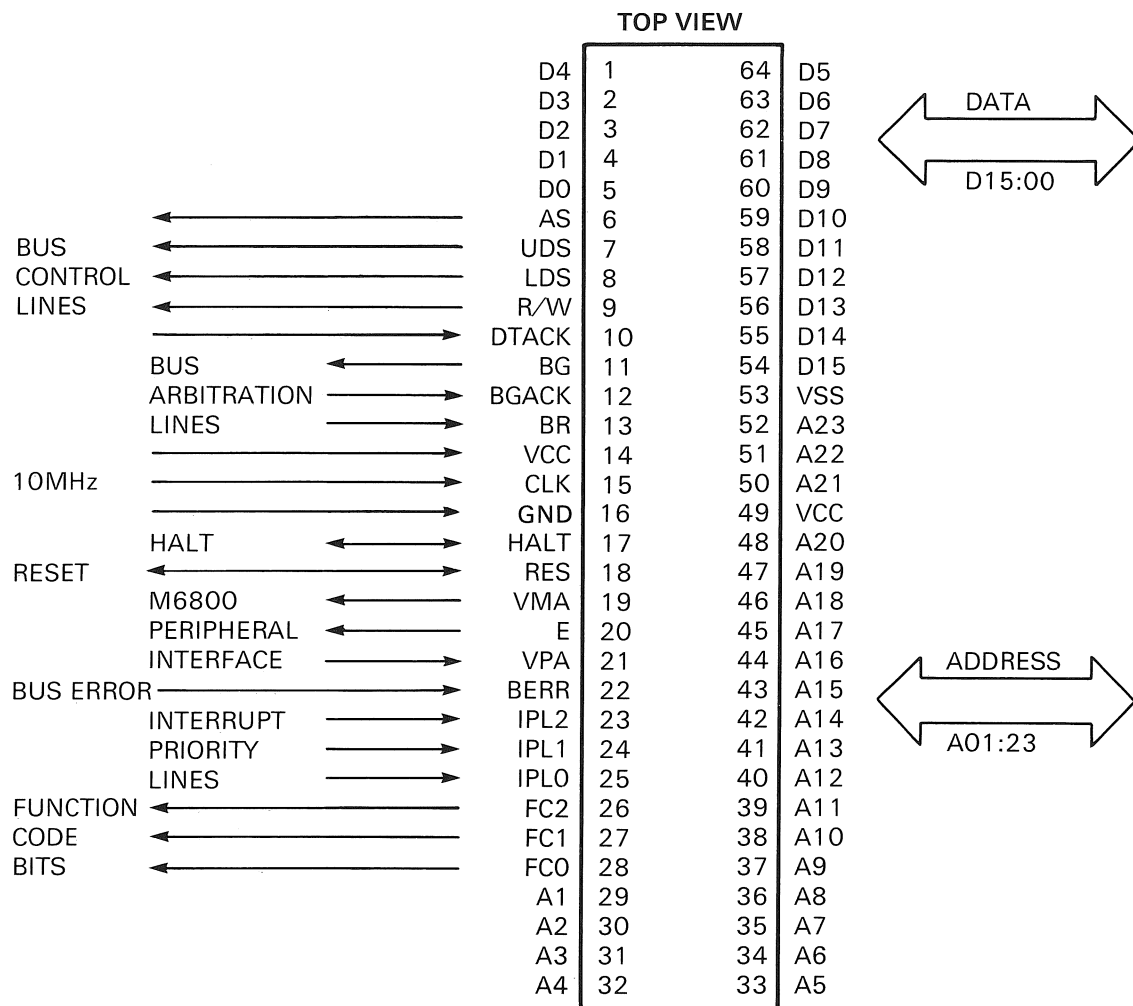 TOP VIEW
D4 1 64 D5
D3 2 63 D6 DATA
D2 3 62 D7
D1 4 61 D8
D0 5 60 D9 D15:00
AS 6 59 D10
BUS UDS 7 58 D11
CONTROL LDS 8 57 D12
LINES R/W 9 56 D13
DTACK 10 55 D14
BUS BG 11 54 D15
ARBITRATION BGACK 12 53 VSS
LINES BR 13 52 A23
VCC 14 51 A22
10MHz CLK 15 50 A21
GND 16 49 VCC
HALT HALT 17 48 A20
RESET RES 18 47 A19
M6800 VMA 19 46 A18
PERIPHERAL E 20 45 A17
INTERFACE VPA 21 44 A16 ADDRESS
BUS ERROR BERR 22 43 A15
INTERRUPT IPL2 23 42 A14
PRIORITY IPL1 24 41 A13 A01:23
LINES IPL0 25 40 A12
FUNCTION FC2 26 39 A11
CODE FC1 27 38 A10
BITS FC0 28 37 A9
A1 29 36 A8
A2 30 35 A7
A3 31 34 A6
A4 32 33 A5